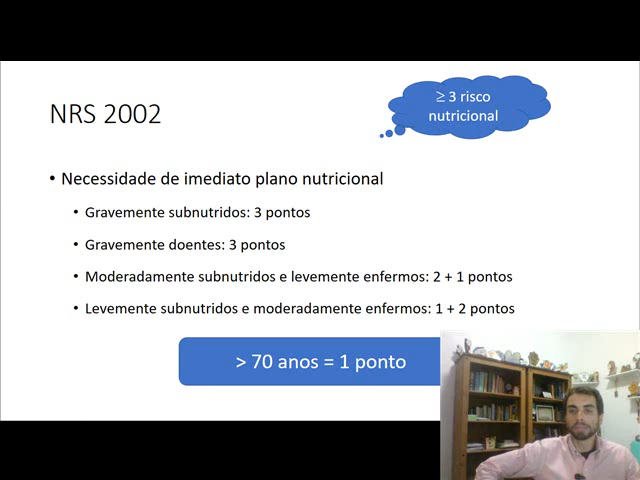 ≥ 3 risco
nutricional
NRS 2002
• Necessidade de imediato plano nutricional
• Gravemente subnutridos: 3 pontos
• Gravemente doentes: 3 pontos
• Moderadamente subnutridos e levemente enfermos: 2 + 1 pontos
• Levemente subnutridos e moderadamente enfermos: 1 + 2 pontos
> 70 anos = 1 ponto